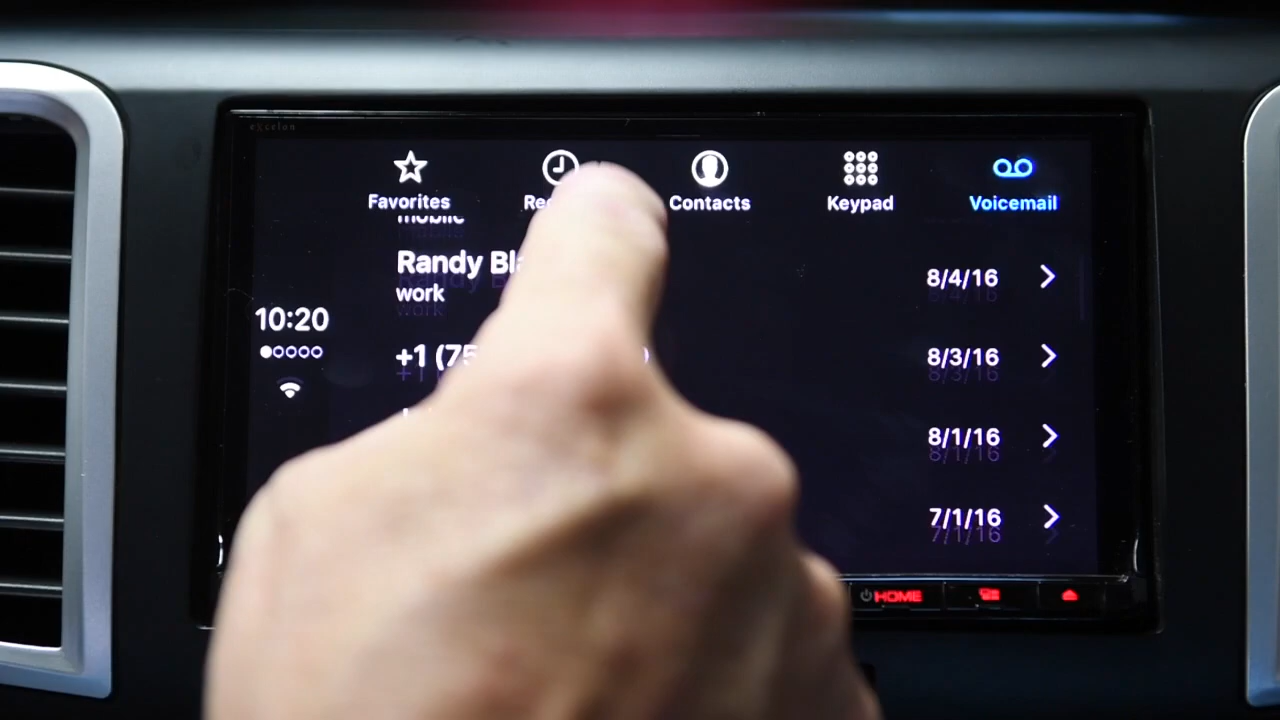 excelon
Favorites
Contacts
Keypad
Voicemail
mobile
Randy
8/4/16
work
10:20
+1 (75
8/3/16
8/1/16
7/1/16
HOME